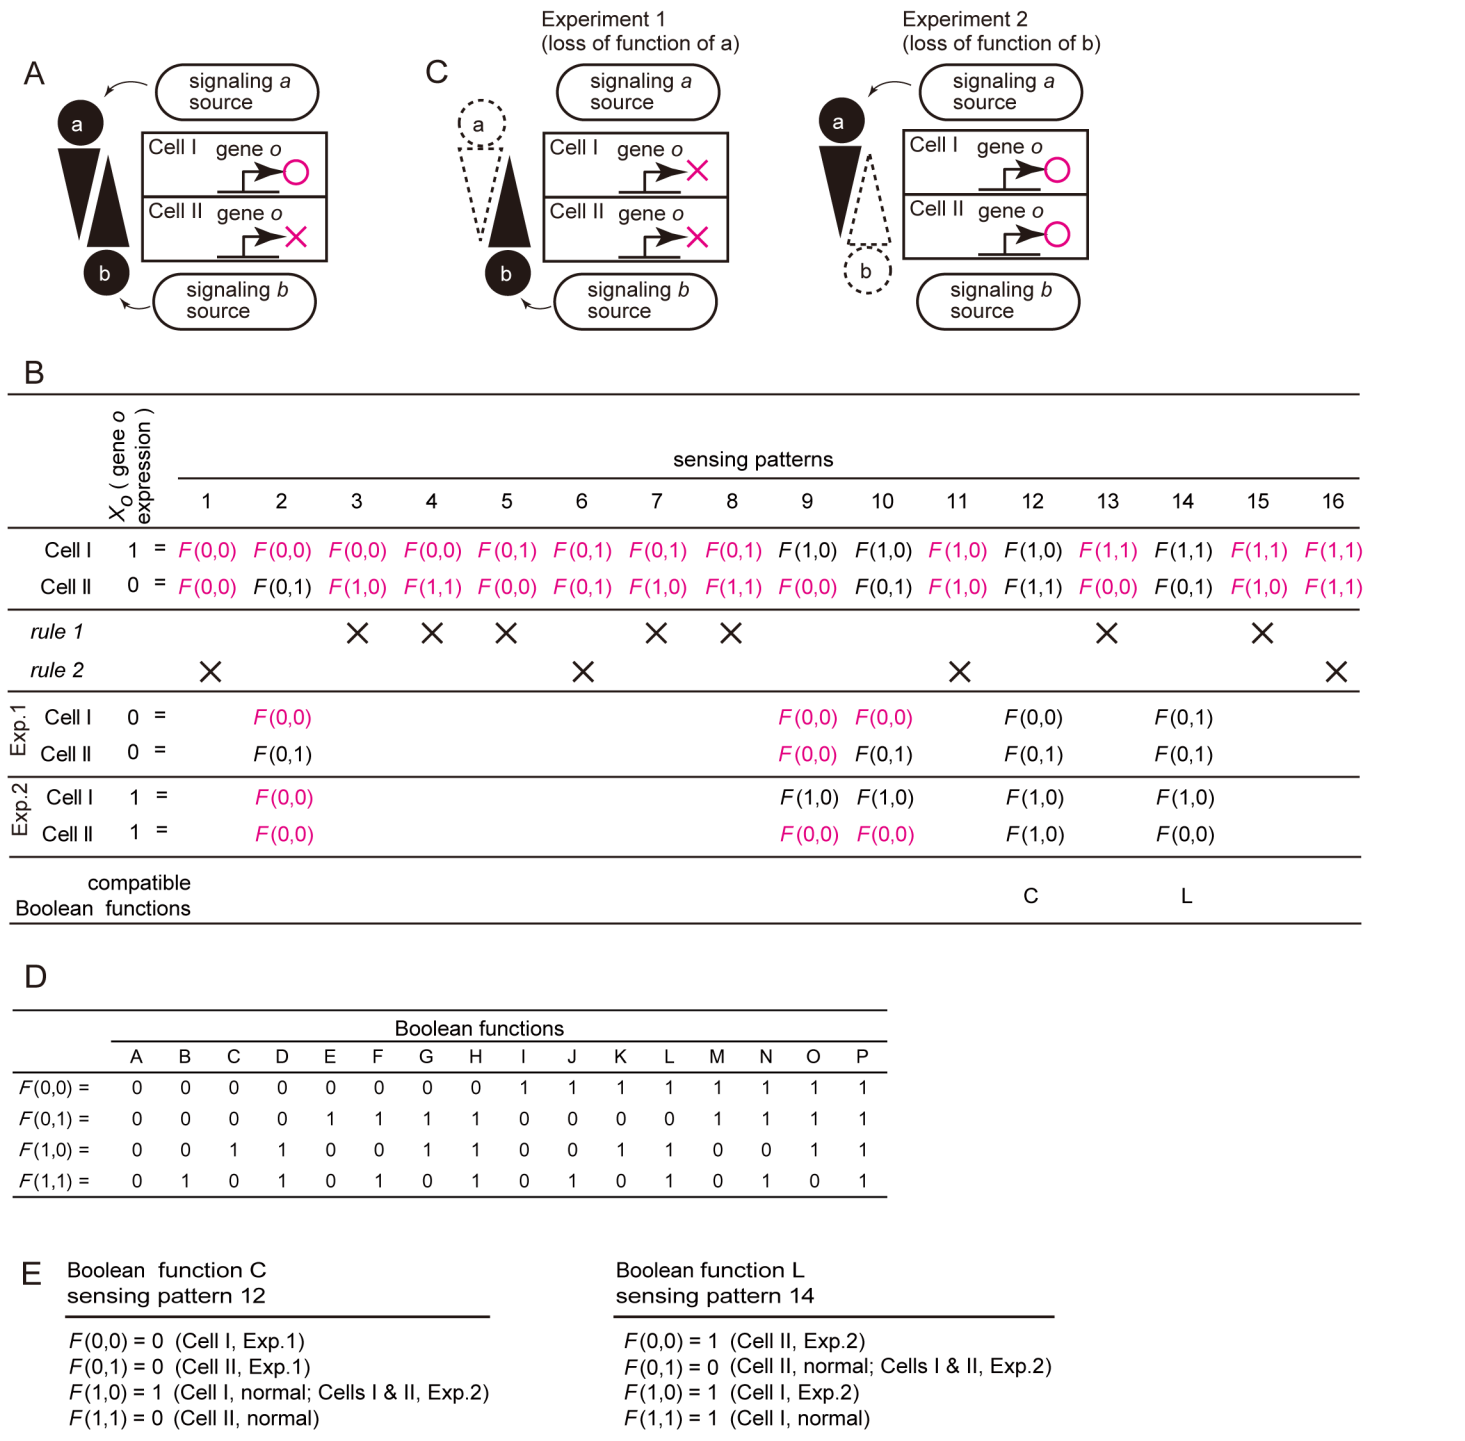 Experiment 1
(loss of function of a)
Experiment 2
(loss of function of b)
A
signaling a
source
a
Cell I gene o
Cell II gene o
b
signaling b
source
C
signaling a
source
a
Cell I gene o
Cell II gene o
b
signaling b
source
signaling a
source
a
Cell I gene o
Cell II gene o
b
signaling b
source
B
Xo ( gene o
expression )
sensing patterns
1 2 3 4 5 6 7 8 9 10 11 12 13 14 15 16
Cell I 1 = F(0,0) F(0,0) F(0,0) F(0,0) F(0,1) F(0,1) F(0,1) F(0,1) F(1,0) F(1,0) F(1,0) F(1,0) F(1,1) F(1,1) F(1,1) F(1,1)
Cell II 0 = F(0,0) F(0,1) F(1,0) F(1,1) F(0,0) F(0,1) F(1,0) F(1,1) F(0,0) F(0,1) F(1,0) F(1,1) F(0,0) F(0,1) F(1,0) F(1,1)
rule 1
rule 2
Exp.1
Cell I 0 = F(0,0) F(0,0) F(0,0) F(0,0) F(0,1)
Cell II 0 = F(0,1) F(0,0) F(0,1) F(0,1) F(0,1)
Exp.2
Cell I 1 = F(0,0) F(1,0) F(1,0) F(1,0) F(1,0)
Cell II 1 = F(0,0) F(0,0) F(0,0) F(1,0) F(0,0)
compatible
Boolean functions
C L
D
Boolean functions
A B C D E F G H I J K L M N O P
F(0,0) = 0 0 0 0 0 0 0 0 1 1 1 1 1 1 1 1
F(0,1) = 0 0 0 0 1 1 1 1 0 0 0 0 1 1 1 1
F(1,0) = 0 0 1 1 0 0 1 1 0 0 1 1 0 0 1 1
F(1,1) = 0 1 0 1 0 1 0 1 0 1 0 1 0 1 0 1
E
Boolean function C
sensing pattern 12
F(0,0) = 0 (Cell I, Exp.1)
F(0,1) = 0 (Cell II, Exp.1)
F(1,0) = 1 (Cell I, normal; Cells I & II, Exp.2)
F(1,1) = 0 (Cell II, normal)
Boolean function L
sensing pattern 14
F(0,0) = 1 (Cell II, Exp.2)
F(0,1) = 0 (Cell II, normal; Cells I & II, Exp.2)
F(1,0) = 1 (Cell I, Exp.2)
F(1,1) = 1 (Cell I, normal)